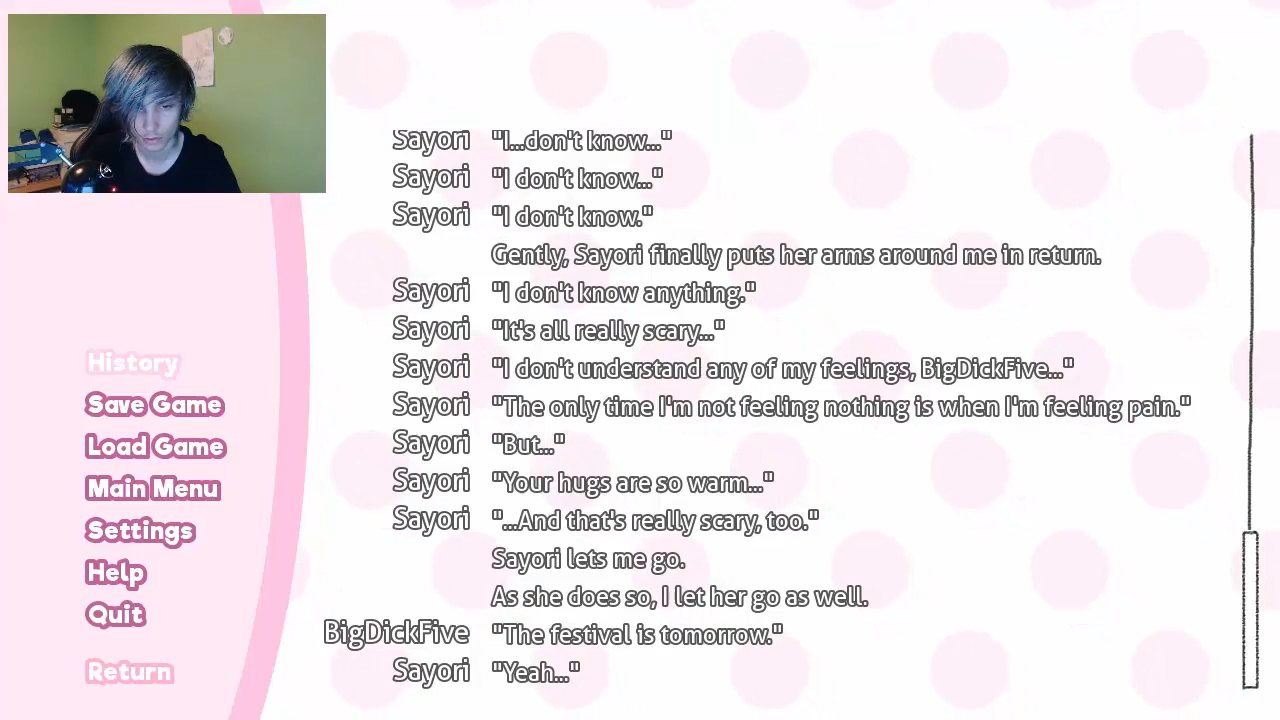 Sayori "I...don't know..."
Sayori "I don't know..."
Sayori "I don't know."
Gently, Sayori finally puts her arms around me in return.
Sayori "I don't know anything."
Sayori "It's all really scary..."
Sayori "I don't understand any of my feelings, BigDickFive..."
Sayori "The only time I'm not feeling nothing is when I'm feeling pain."
Sayori "But..."
Sayori "Your hugs are so warm..."
Sayori "...And that's really scary, too."
Sayori lets me go.
As she does so, I let her go as well.
BigDickFive "The festival is tomorrow."
Sayori "Yeah..."
History
Save Game
Load Game
Main Menu
Settings
Help
Quit
Return